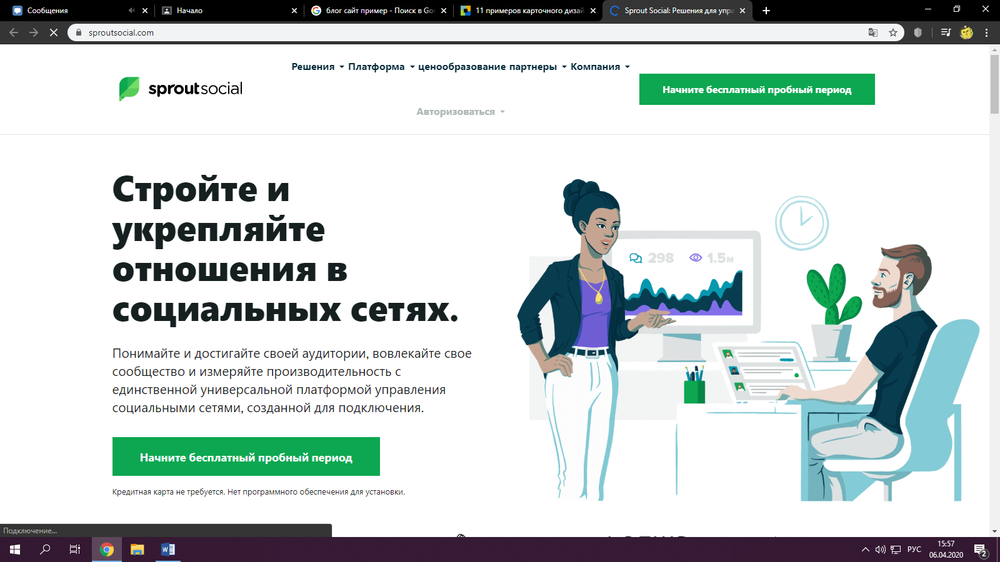 Сообщения
Начало
блог сайт пример - Поиск в Go
11 примеров карточного дизай
Sprout Social: Решения для упра
sproutsocial.com
Решения Платформа ценообразование партнеры Компания
sproutsocial
Начните бесплатный пробный период
Авторизоваться
Стройте и
укрепляйте
отношения в
социальных сетях.
298 1.5м
Понимайте и достигайте своей аудитории, вовлекайте свое
сообщество и измеряйте производительность с
единственной универсальной платформой управления
социальными сетями, созданной для подключения.
Начните бесплатный пробный период
Кредитная карта не требуется. Нет программного обеспечения для установки.
Подключение...
РУС
15:57
06.04.2020
2